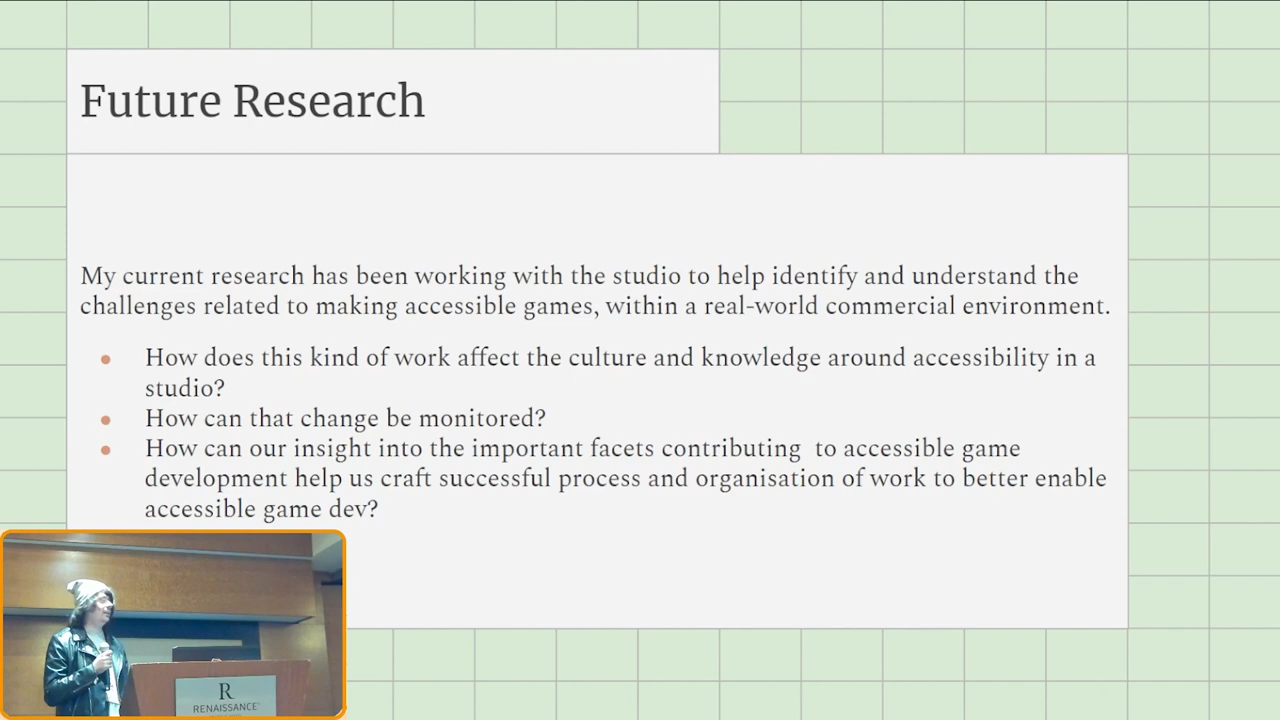 Future Research
My current research has been working with the studio to help identify and understand the
challenges related to making accessible games, within a real-world commercial environment.
● How does this kind of work affect the culture and knowledge around accessibility in a
studio?
● How can that change be monitored?
● How can our insight into the important facets contributing  to accessible game
development help us craft successful process and organisation of work to better enable
accessible game dev?
R
RENAISSANCE